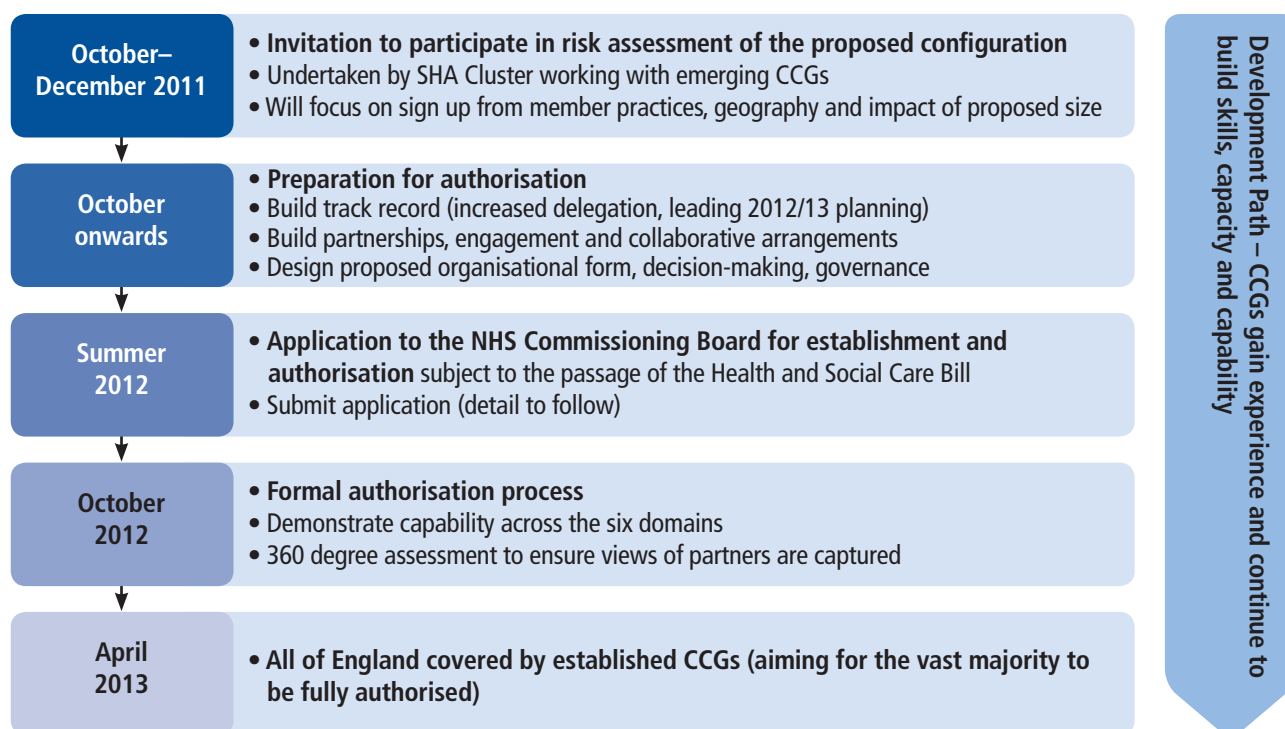 October–
December 2011
• Invitation to participate in risk assessment of the proposed configuration
• Undertaken by SHA Cluster working with emerging CCGs
• Will focus on sign up from member practices, geography and impact of proposed size
October
onwards
• Preparation for authorisation
• Build track record (increased delegation, leading 2012/13 planning)
• Build partnerships, engagement and collaborative arrangements
• Design proposed organisational form, decision-making, governance
Summer
2012
• Application to the NHS Commissioning Board for establishment and
authorisation subject to the passage of the Health and Social Care Bill
• Submit application (detail to follow)
October
2012
• Formal authorisation process
• Demonstrate capability across the six domains
• 360 degree assessment to ensure views of partners are captured
April
2013
• All of England covered by established CCGs (aiming for the vast majority to
be fully authorised)
Development Path – CCGs gain experience and continue to
build skills, capacity and capability